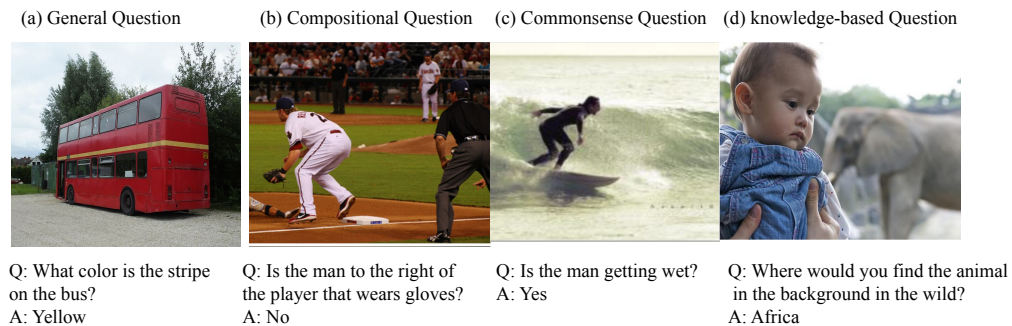 (a) General Question
(b) Compositional Question
(c) Commonsense Question
(d) knowledge-based Question
Q: What color is the stripe
on the bus?
A: Yellow
Q: Is the man to the right of
the player that wears gloves?
A: No
Q: Is the man getting wet?
A: Yes
Q: Where would you find the animal
in the background in the wild?
A: Africa